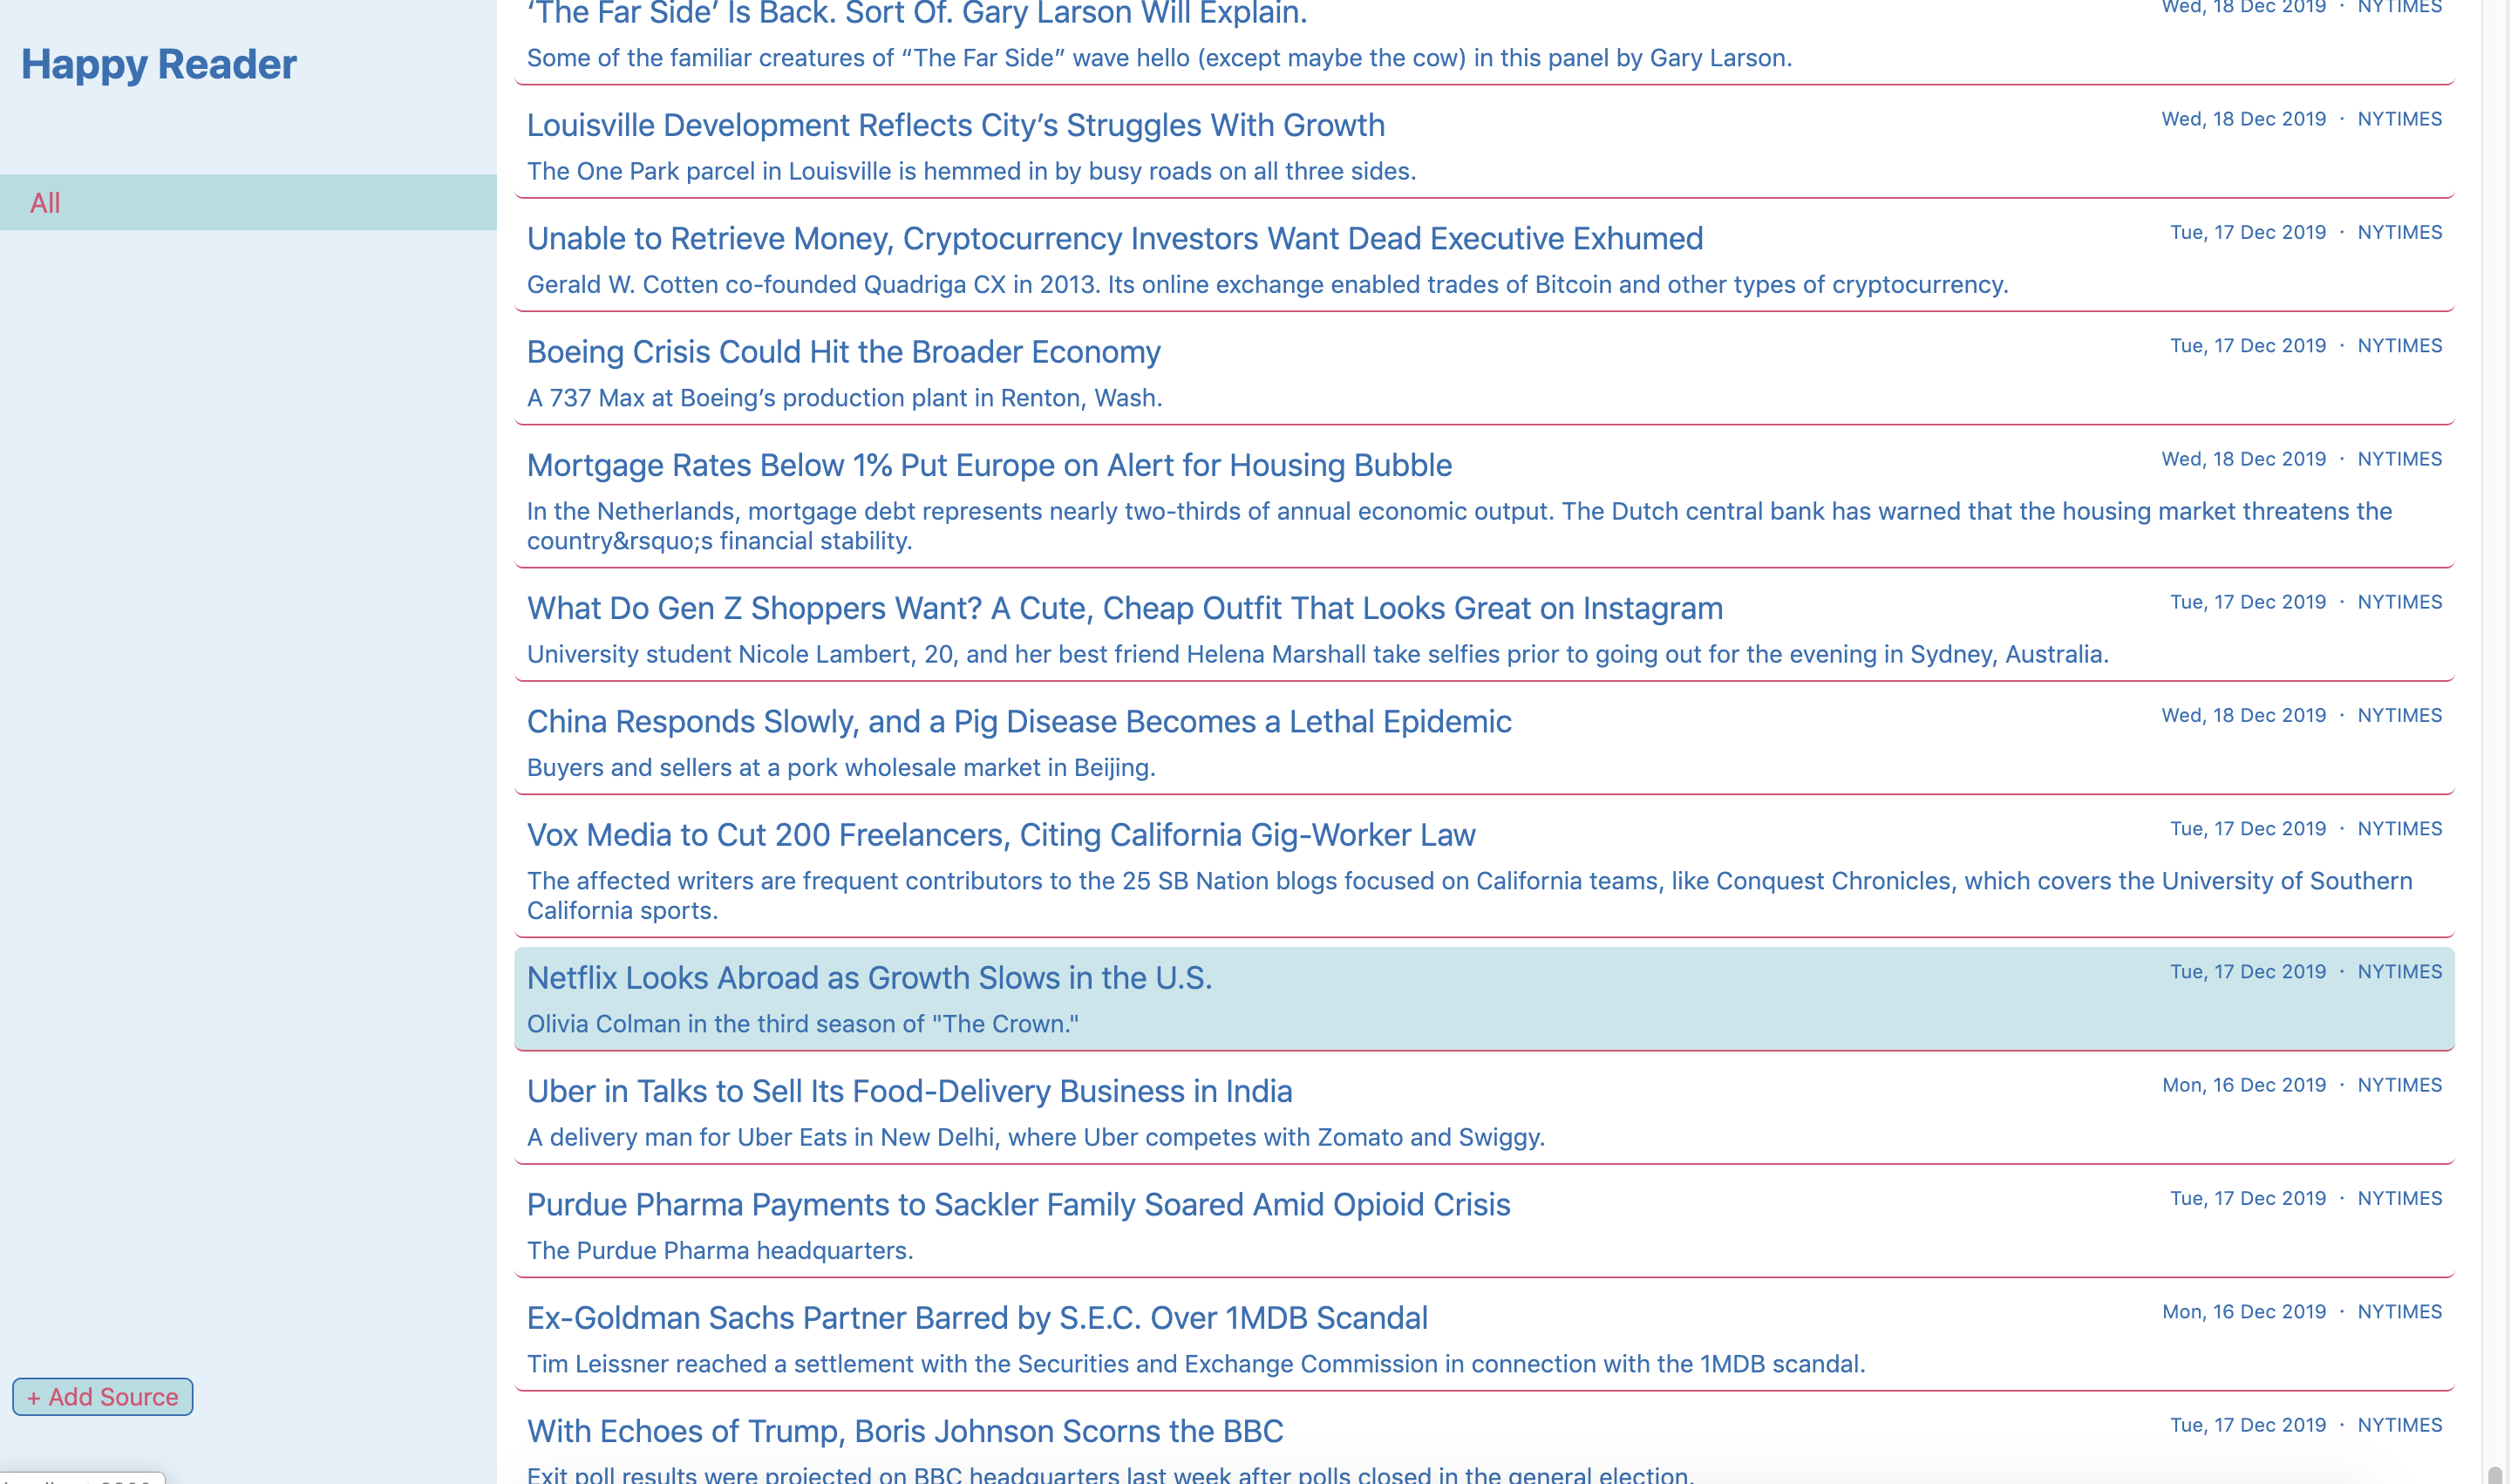 Happy Reader
All
+ Add Source
‘The Far Side’ Is Back. Sort Of. Gary Larson Will Explain.
Wed, 18 Dec 2019 · NYTIMES
Some of the familiar creatures of “The Far Side” wave hello (except maybe the cow) in this panel by Gary Larson.
Louisville Development Reflects City’s Struggles With Growth
Wed, 18 Dec 2019 · NYTIMES
The One Park parcel in Louisville is hemmed in by busy roads on all three sides.
Unable to Retrieve Money, Cryptocurrency Investors Want Dead Executive Exhumed
Tue, 17 Dec 2019 · NYTIMES
Gerald W. Cotten co-founded Quadriga CX in 2013. Its online exchange enabled trades of Bitcoin and other types of cryptocurrency.
Boeing Crisis Could Hit the Broader Economy
Tue, 17 Dec 2019 · NYTIMES
A 737 Max at Boeing’s production plant in Renton, Wash.
Mortgage Rates Below 1% Put Europe on Alert for Housing Bubble
Wed, 18 Dec 2019 · NYTIMES
In the Netherlands, mortgage debt represents nearly two-thirds of annual economic output. The Dutch central bank has warned that the housing market threatens the
country&rsquo;s financial stability.
What Do Gen Z Shoppers Want? A Cute, Cheap Outfit That Looks Great on Instagram
Tue, 17 Dec 2019 · NYTIMES
University student Nicole Lambert, 20, and her best friend Helena Marshall take selfies prior to going out for the evening in Sydney, Australia.
China Responds Slowly, and a Pig Disease Becomes a Lethal Epidemic
Wed, 18 Dec 2019 · NYTIMES
Buyers and sellers at a pork wholesale market in Beijing.
Vox Media to Cut 200 Freelancers, Citing California Gig-Worker Law
Tue, 17 Dec 2019 · NYTIMES
The affected writers are frequent contributors to the 25 SB Nation blogs focused on California teams, like Conquest Chronicles, which covers the University of Southern
California sports.
Netflix Looks Abroad as Growth Slows in the U.S.
Tue, 17 Dec 2019 · NYTIMES
Olivia Colman in the third season of "The Crown."
Uber in Talks to Sell Its Food-Delivery Business in India
Mon, 16 Dec 2019 · NYTIMES
A delivery man for Uber Eats in New Delhi, where Uber competes with Zomato and Swiggy.
Purdue Pharma Payments to Sackler Family Soared Amid Opioid Crisis
Tue, 17 Dec 2019 · NYTIMES
The Purdue Pharma headquarters.
Ex-Goldman Sachs Partner Barred by S.E.C. Over 1MDB Scandal
Mon, 16 Dec 2019 · NYTIMES
Tim Leissner reached a settlement with the Securities and Exchange Commission in connection with the 1MDB scandal.
With Echoes of Trump, Boris Johnson Scorns the BBC
Tue, 17 Dec 2019 · NYTIMES
Exit poll results were projected on BBC headquarters last week after polls closed in the general election.